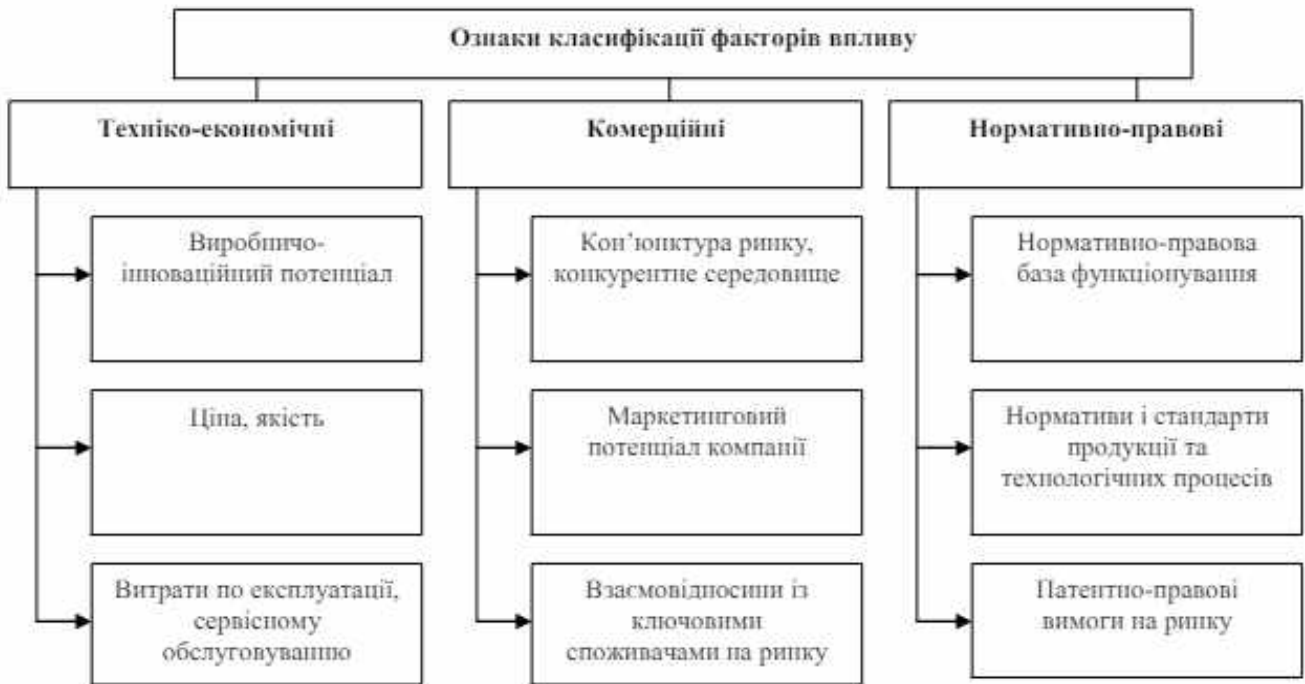 Ознаки класифікації факторів впливу
Техніко-економічні
Комерційні
Нормативно-правові
Виробничо-
інноваційний потенціал
Кон’юнктура ринку,
конкурентне середовище
Нормативно-правова
база функціонування
Ціна, якість
Маркетинговий
потенціал компанії
Нормативи і стандарти
продукції та
технологічних процесів
Витрати по експлуатації,
сервісному
обслуговуванню
Взаємовідносини із
ключовими
споживачами на ринку
Патентно-правові
вимоги на ринку